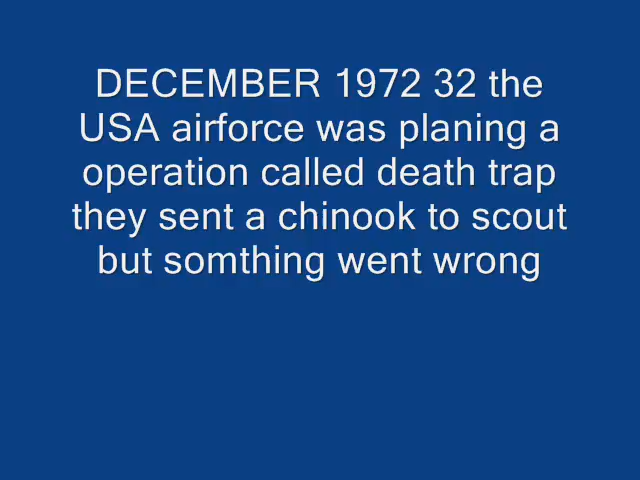 DECEMBER 1972 32 the
USA airforce was planing a
operation called death trap
they sent a chinook to scout
but somthing went wrong